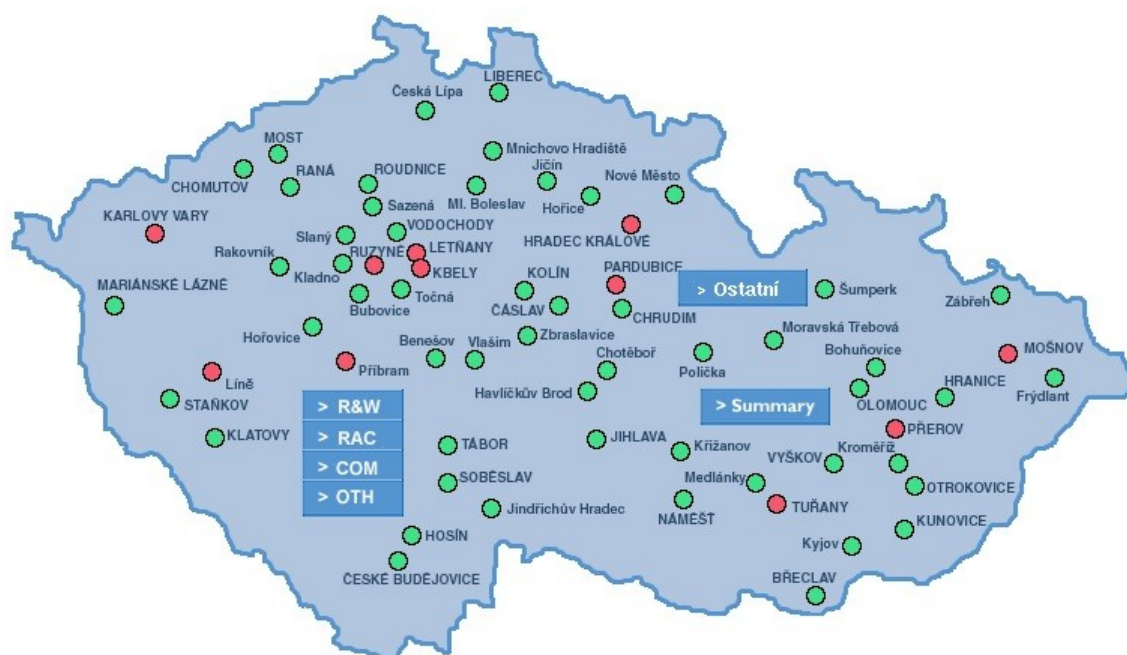 LIBEREC
Česká Lípa
MOST
Mnichovo Hradiště
Jičín
RANÁ
ROUDNICE
CHOMUTOV
Nové Město
Ml. Boleslav
Hořice
Sazená
KARLOVY VARY
VODOCHODY
Slaný
HRADEC KRÁLOVÉ
LETŇANY
Rakovník
RUZYNĚ
KBELY
KOLÍN
PARDUBICE
Kladno
MARIÁNSKÉ LÁZNĚ
> Ostatní
Šumperk
Točná
Zábřeh
Bubovice
ČÁSLAV
CHRUDIM
Hořovice
Zbraslavice
Moravská Třebová
Benešov
Vlašim
Chotěboř
Bohuňovice
MOŠNOV
Příbram
Polička
Líně
HRANICE
Havlíčkův Brod
Frýdlant
STAŇKOV
> R&W
> Summary
OLOMOUC
PŘEROV
KLATOVY
> RAC
TÁBOR
JIHLAVA
Křižanov
Kroměříž
VYŠKOV
> COM
SOBĚSLAV
Medlánky
OTROKOVICE
> OTH
Jindřichův Hradec
NÁMĚŠŤ
TUŘANY
KUNOVICE
HOSÍN
Kyjov
ČESKÉ BUDĚJOVICE
BŘECLAV